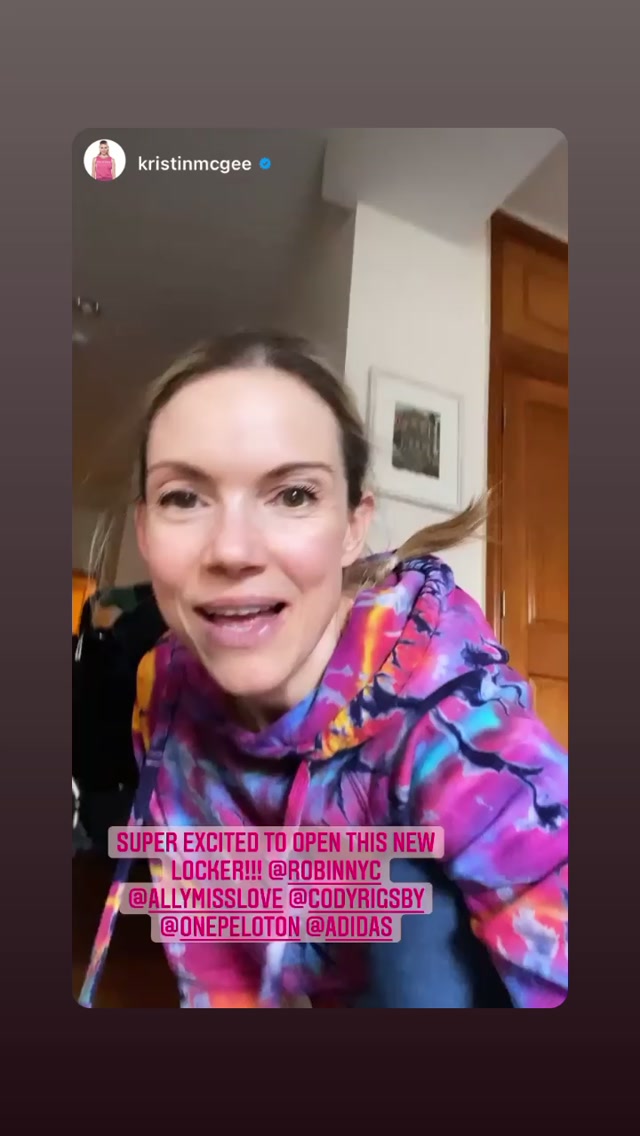 kristinmcgee
SUPER EXCITED TO OPEN THIS NEW
LOCKER!!! @ROBINNYC
@ALLYMISSLOVE @CODYRIGSBY
@ONEPELOTON @ADIDAS